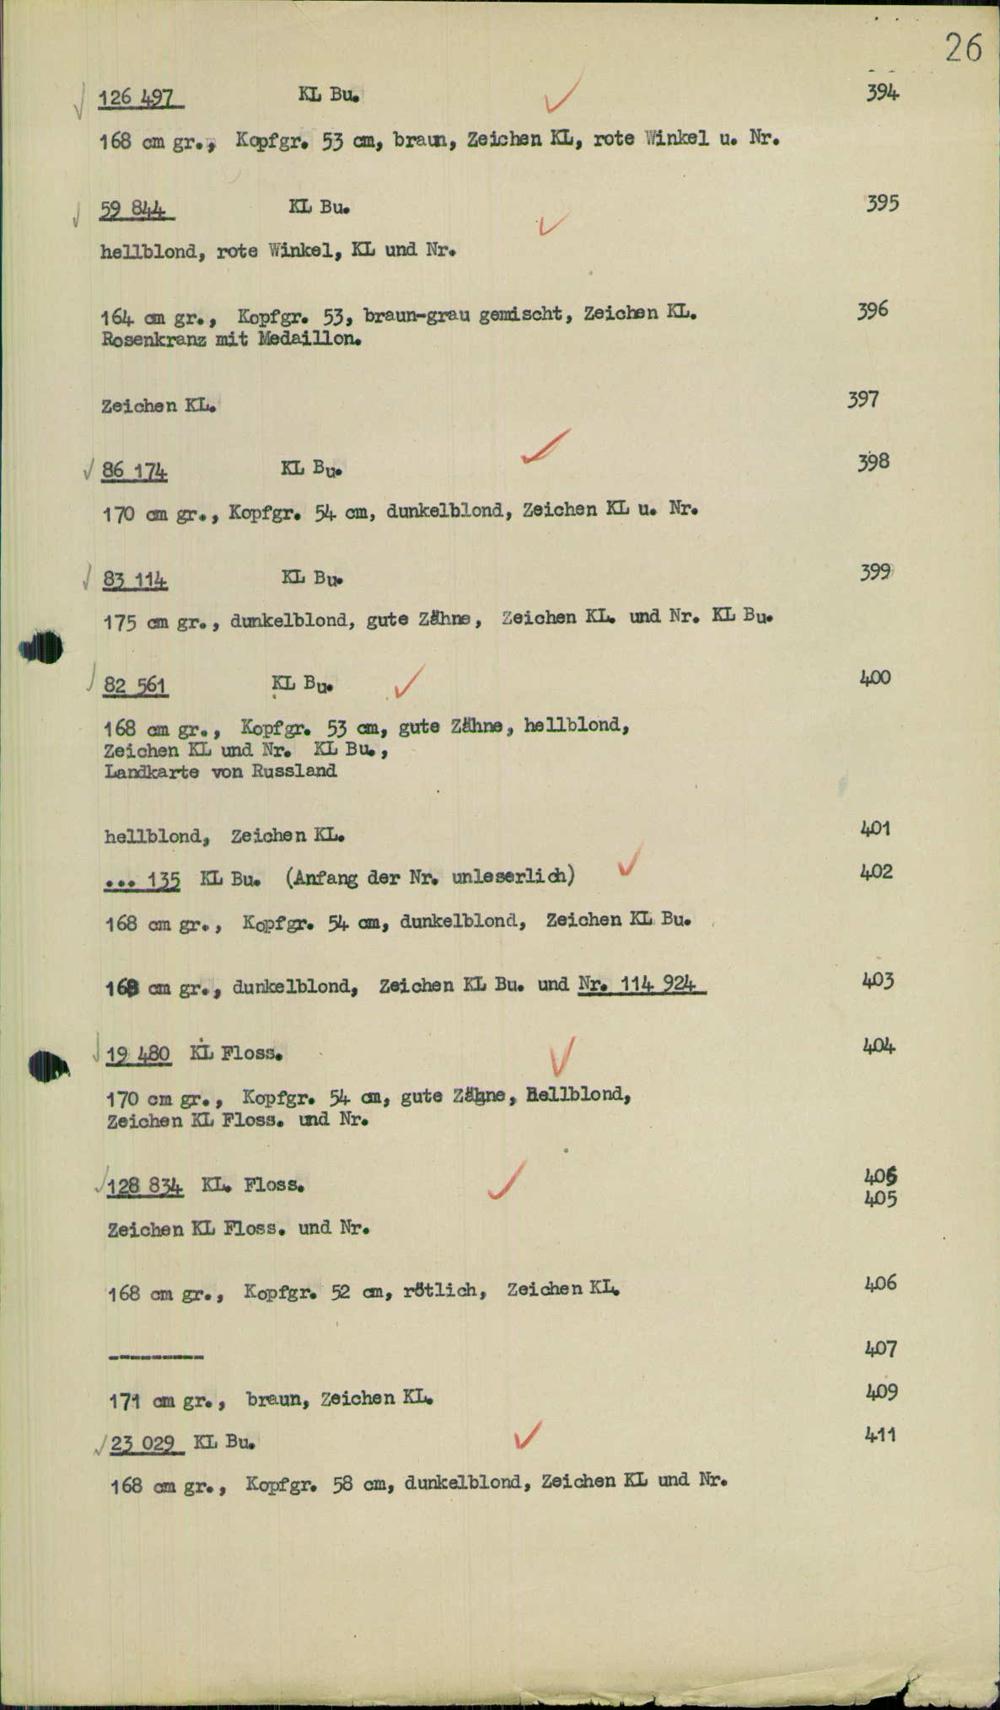 26
126 497 KL Bu. 394
168 cm gr., Kopfgr. 53 cm, braun, Zeichen KL, rote Winkel u. Nr.
59 844 KL Bu. 395
hellblond, rote Winkel, KL und Nr.
164 cm gr., Kopfgr. 53, braun-grau gemischt, Zeichen KL. 396
Rosenkranz mit Medaillon.
Zeichen KL. 397
86 174 KL Bu. 398
170 cm gr., Kopfgr. 54 cm, dunkelblond, Zeichen KL u. Nr.
83 114 KL Bu. 399
175 cm gr., dunkelblond, gute Zähne, Zeichen KL. und Nr. KL Bu.
82 561 KL Bu. 400
168 cm gr., Kopfgr. 53 cm, gute Zähne, hellblond,
Zeichen KL und Nr. KL Bu.,
Landkarte von Russland
hellblond, Zeichen KL. 401
... 135 KL Bu. (Anfang der Nr. unleserlich) 402
168 cm gr., Kopfgr. 54 cm, dunkelblond, Zeichen KL Bu.
168 cm gr., dunkelblond, Zeichen KL Bu. und Nr. 114 924 403
19 480 KL Floss. 404
170 cm gr., Kopfgr. 54 cm, gute Zähne, hellblond,
Zeichen KL Floss. und Nr.
128 834 KL. Floss. 406
405
Zeichen KL Floss. und Nr.
168 cm gr., Kopfgr. 52 cm, rötlich, Zeichen KL. 406
---------- 407
171 cm gr., braun, Zeichen KL. 409
23 029 KL Bu. 411
168 cm gr., Kopfgr. 58 cm, dunkelblond, Zeichen KL und Nr.